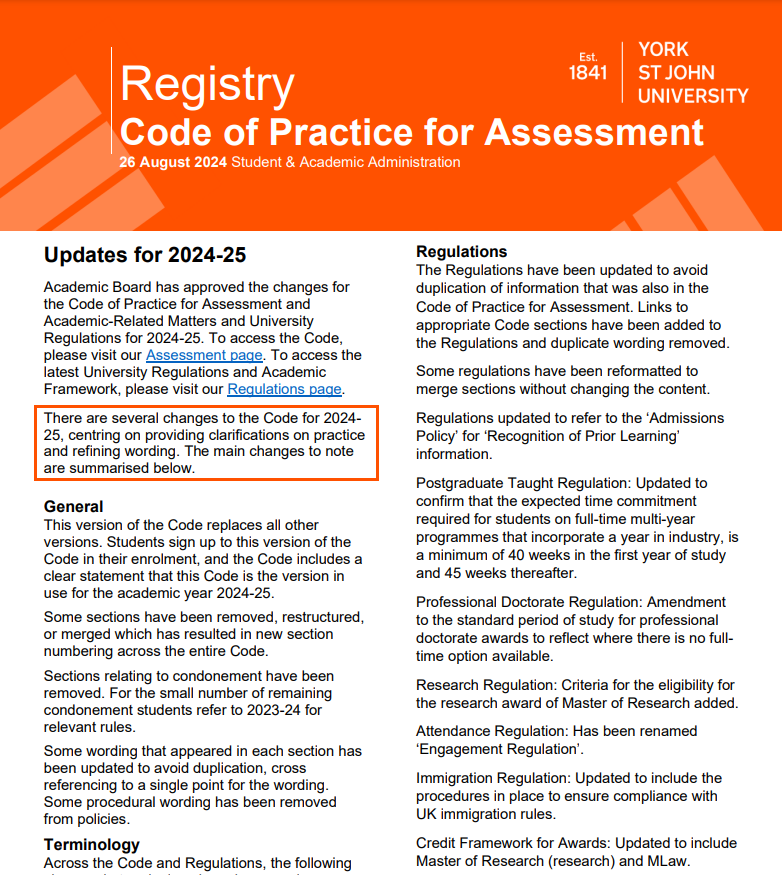 Est.
1841
YORK
ST JOHN
UNIVERSITY
Registry
Code of Practice for Assessment
26 August 2024 Student & Academic Administration
Updates for 2024-25
Academic Board has approved the changes for
the Code of Practice for Assessment and
Academic-Related Matters and University
Regulations for 2024-25. To access the Code,
please visit our Assessment page. To access the
latest University Regulations and Academic
Framework, please visit our Regulations page.
There are several changes to the Code for 2024-
25, centring on providing clarifications on practice
and refining wording. The main changes to note
are summarised below.
General
This version of the Code replaces all other
versions. Students sign up to this version of the
Code in their enrolment, and the Code includes a
clear statement that this Code is the version in
use for the academic year 2024-25.
Some sections have been removed, restructured,
or merged which has resulted in new section
numbering across the entire Code.
Sections relating to condonement have been
removed. For the small number of remaining
condonement students refer to 2023-24 for
relevant rules.
Some wording that appeared in each section has
been updated to avoid duplication, cross
referencing to a single point for the wording.
Some procedural wording has been removed
from policies.
Terminology
Across the Code and Regulations, the following
Regulations
The Regulations have been updated to avoid
duplication of information that was also in the
Code of Practice for Assessment. Links to
appropriate Code sections have been added to
the Regulations and duplicate wording removed.
Some regulations have been reformatted to
merge sections without changing the content.
Regulations updated to refer to the ‘Admissions
Policy’ for ‘Recognition of Prior Learning’
information.
Postgraduate Taught Regulation: Updated to
confirm that the expected time commitment
required for students on full-time multi-year
programmes that incorporate a year in industry, is
a minimum of 40 weeks in the first year of study
and 45 weeks thereafter.
Professional Doctorate Regulation: Amendment
to the standard period of study for professional
doctorate awards to reflect where there is no full-
time option available.
Research Regulation: Criteria for the eligibility for
the research award of Master of Research added.
Attendance Regulation: Has been renamed
‘Engagement Regulation’.
Immigration Regulation: Updated to include the
procedures in place to ensure compliance with
UK immigration rules.
Credit Framework for Awards: Updated to include
Master of Research (research) and MLaw.